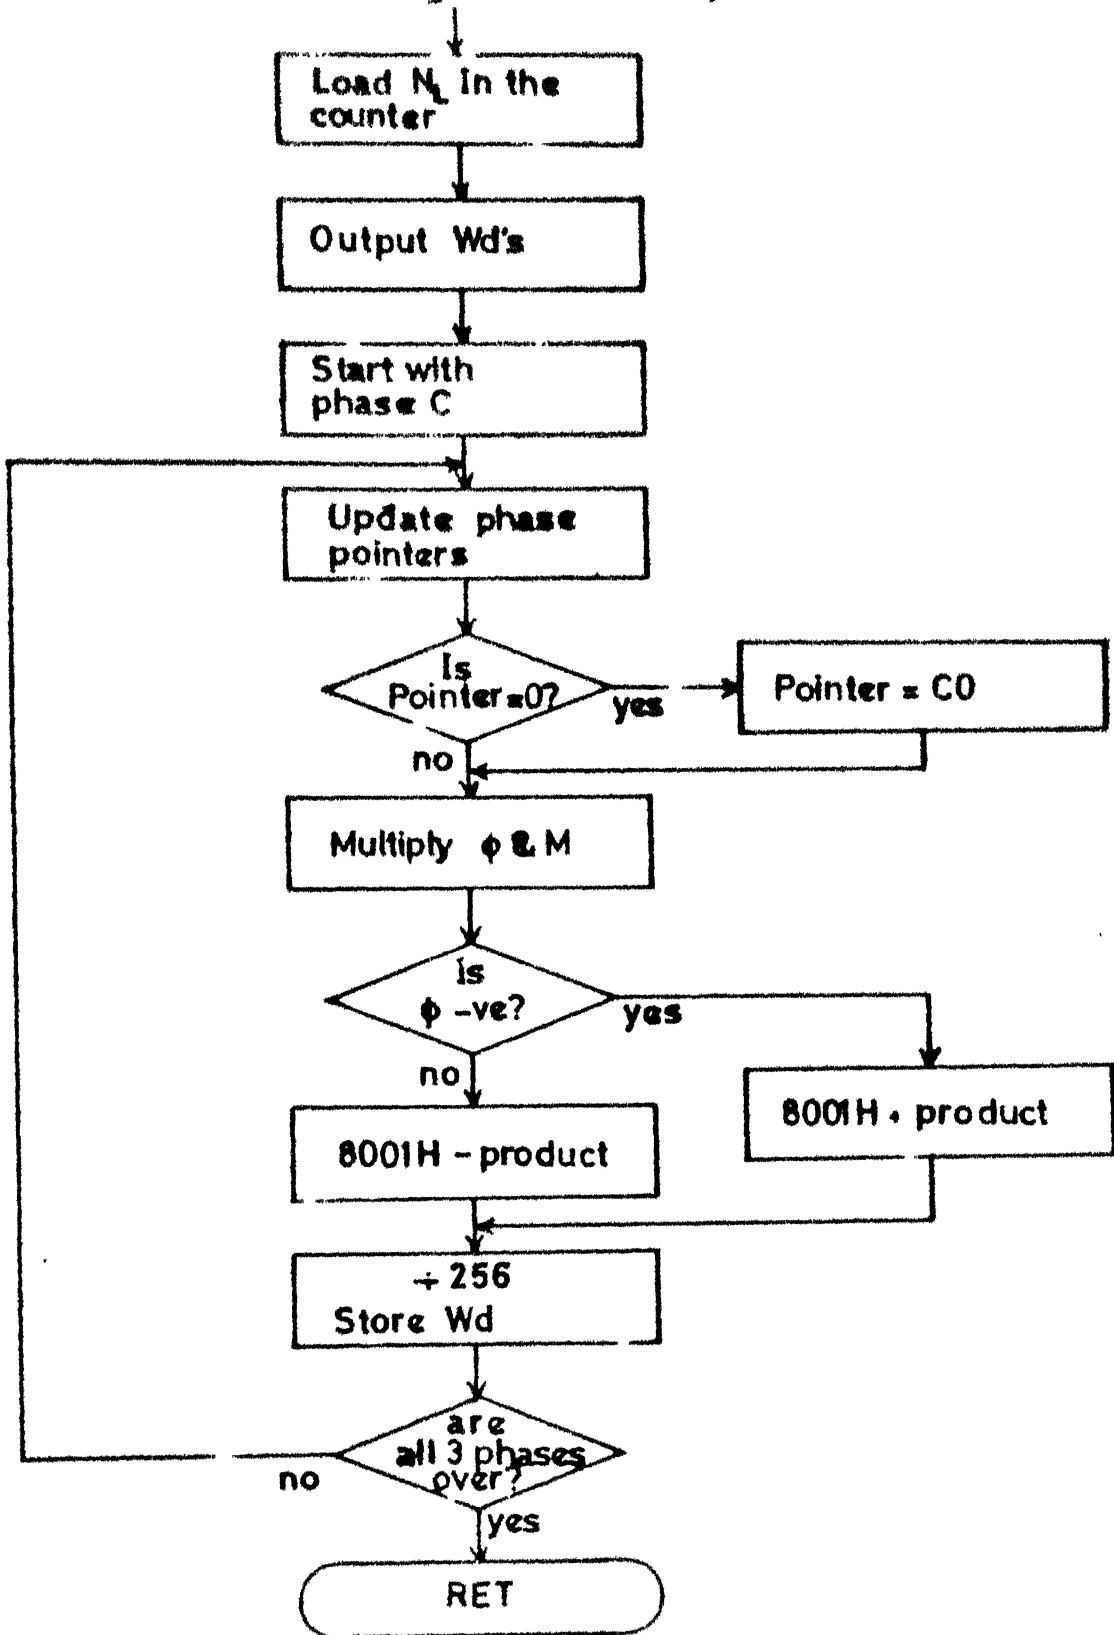 Load N_L In the
counter
Output Wd's
Start with
phase C
Update phase
pointers
Is
Pointer=0?
yes
Pointer = C0
no
Multiply ϕ & M
Is
ϕ -ve?
yes
no
8001H + product
8001H - product
÷ 256
Store Wd
are
all 3 phases
over?
no
yes
RET